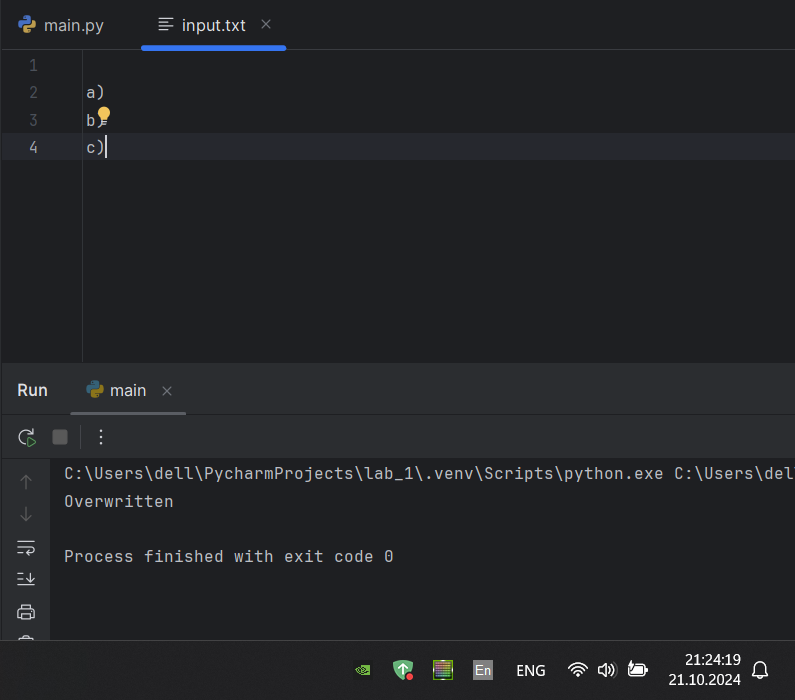 main.py
input.txt
1
2 a)
3 b)
4 c)
Run
main
C:\Users\dell\PycharmProjects\lab_1\.venv\Scripts\python.exe C:\Users\del
Overwritten
Process finished with exit code 0
En
ENG
21:24:19
21.10.2024